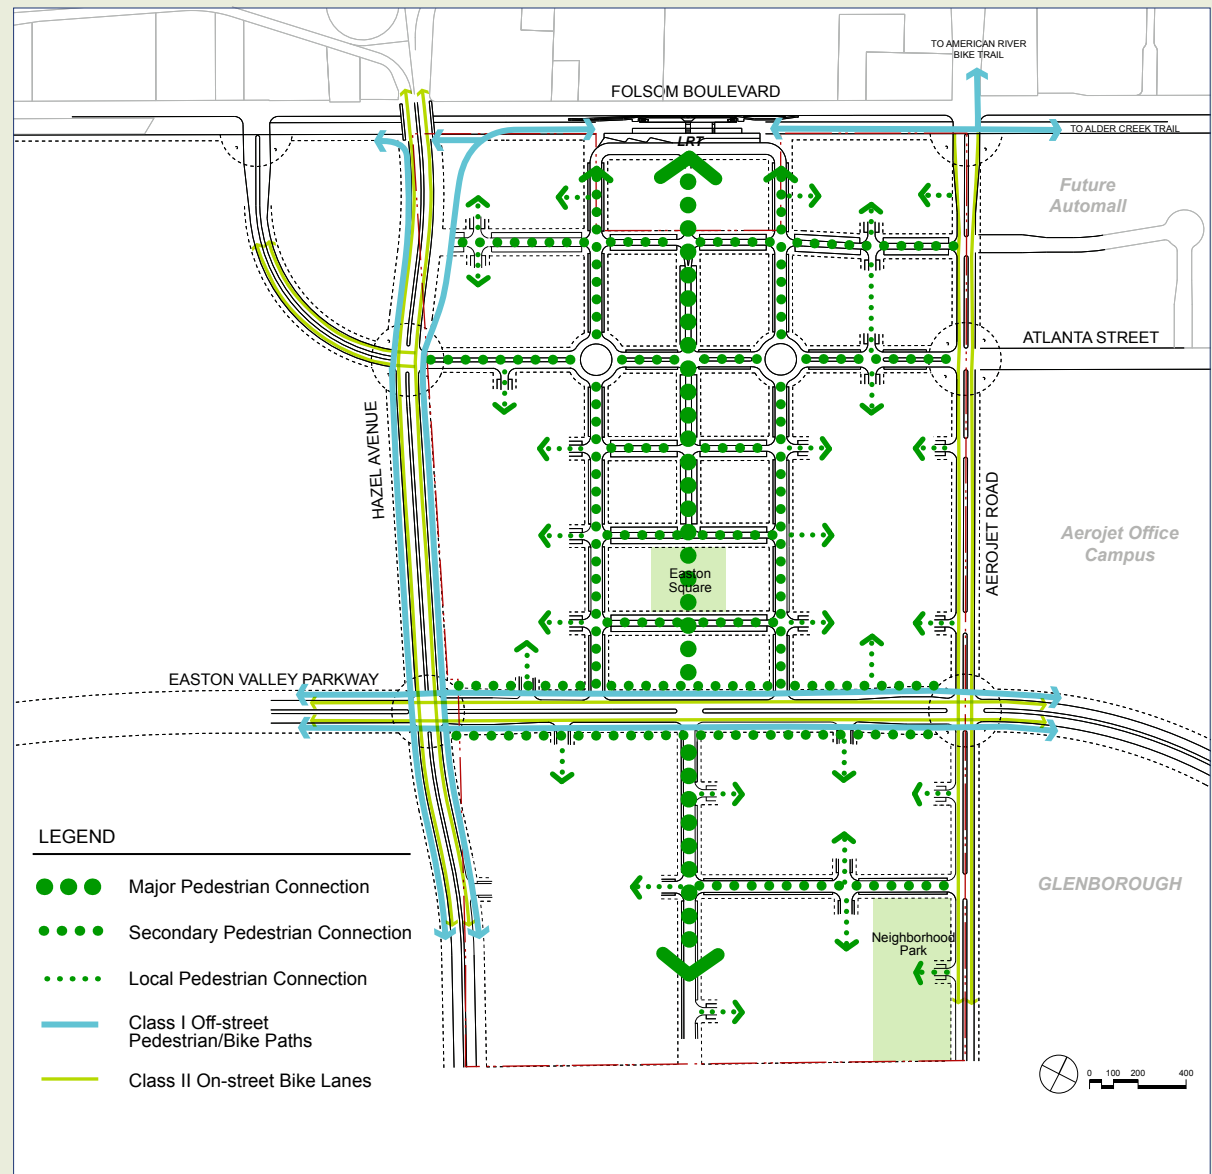 TO AMERICAN RIVER
BIKE TRAIL
FOLSOM BOULEVARD
TO ALDER CREEK TRAIL
LRT
Future
Automall
ATLANTA STREET
HAZEL AVENUE
AEROJET ROAD
Aerojet Office
Campus
Easton
Square
EASTON VALLEY PARKWAY
GLENBOROUGH
Neighborhood
Park
LEGEND
Major Pedestrian Connection
Secondary Pedestrian Connection
Local Pedestrian Connection
Class I Off-street
Pedestrian/Bike Paths
Class II On-street Bike Lanes
0 100 200 400